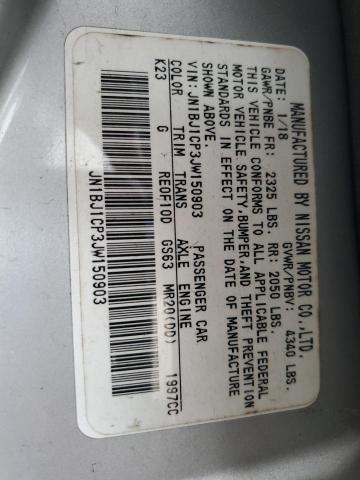 MANUFACTURED BY NISSAN MOTOR CO.,LTD.
DATE: 1/18 GVWR/PNBV: 4340 LBS.
GAWR/PNBE FR: 2325 LBS. RR: 2050 LBS.
THIS VEHICLE CONFORMS TO ALL APPLICABLE FEDERAL
MOTOR VEHICLE SAFETY,BUMPER,AND THEFT PREVENTION
STANDARDS IN EFFECT ON THE DATE OF MANUFACTURE
SHOWN ABOVE.
VIN:JN1BJ1CP3JW150903 PASSENGER CAR
COLOR TRIM TRANS AXLE ENGINE
K23 G RE0F10D GS63 MR20(DD) 1997CC
JN1BJ1CP3JW150903